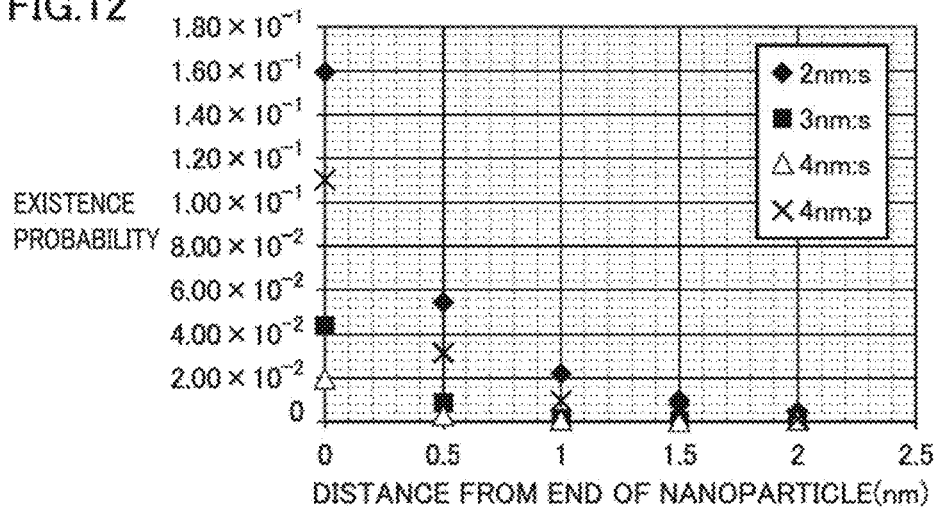 FIG.12
1.80 × 10⁻¹
1.60 × 10⁻¹
1.40 × 10⁻¹
1.20 × 10⁻¹
1.00 × 10⁻¹
8.00 × 10⁻²
6.00 × 10⁻²
4.00 × 10⁻²
2.00 × 10⁻²
0
EXISTENCE
PROBABILITY
2nm:s
3nm:s
4nm:s
4nm:p
0 0.5 1 1.5 2 2.5
DISTANCE FROM END OF NANOPARTICLE(nm)